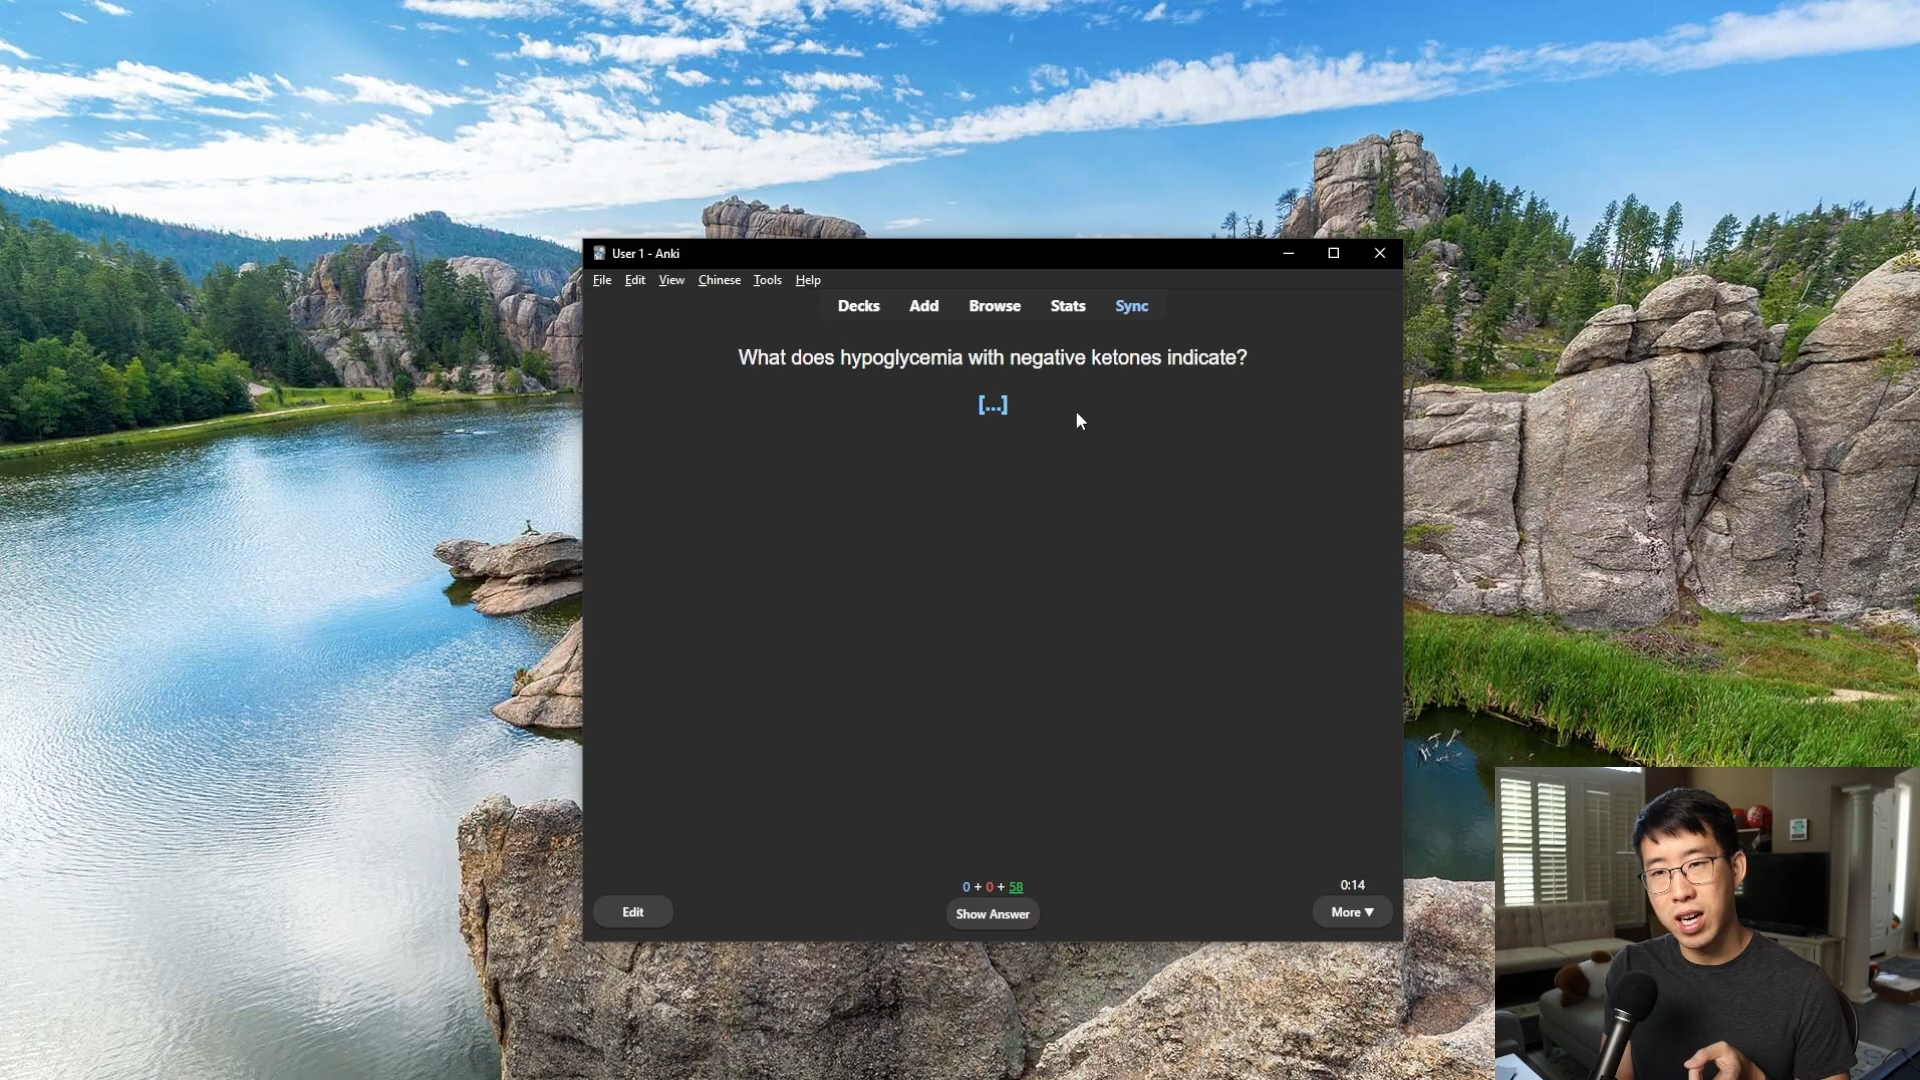 User 1 - Anki
File Edit View Chinese Tools Help
Decks Add Browse Stats Sync
What does hypoglycemia with negative ketones indicate?
[...]
0 + 0 + 58
0:14
Edit
Show Answer
More ▼